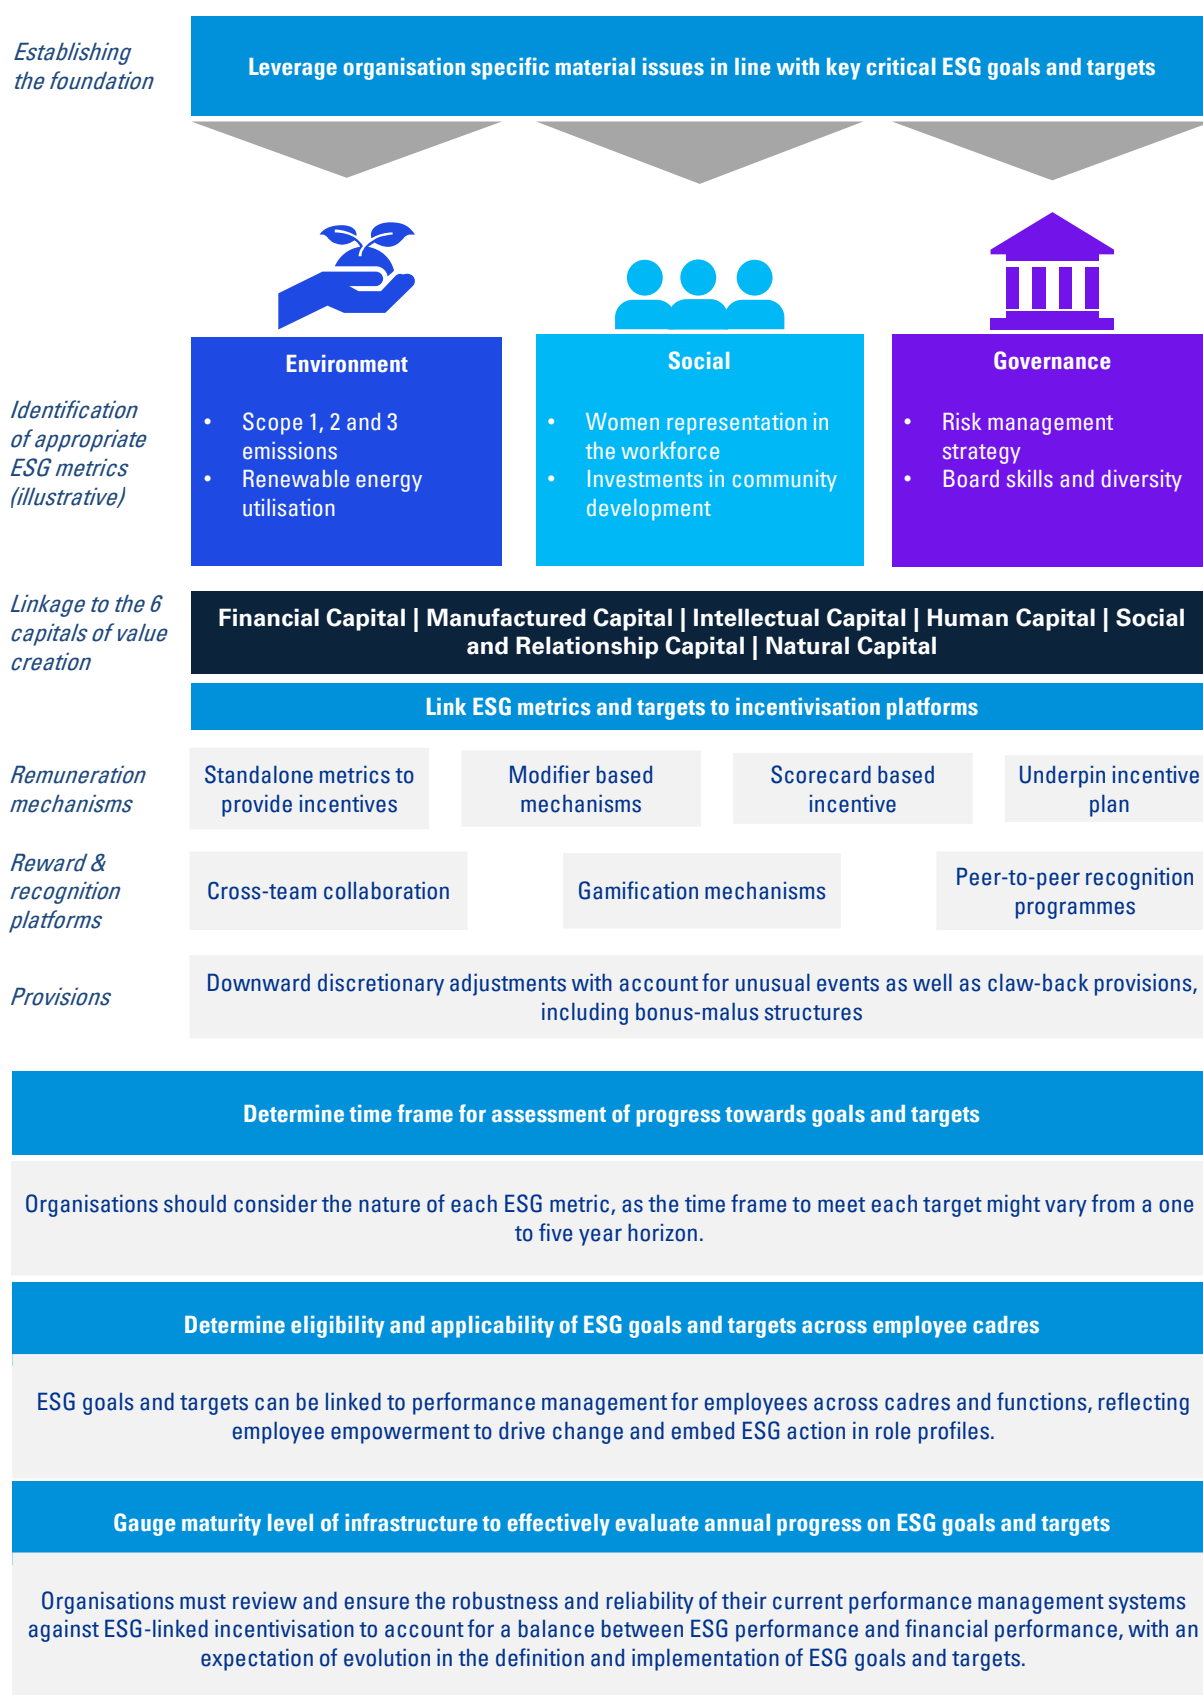 Establishing
the foundation
Leverage organisation specific material issues in line with key critical ESG goals and targets
Identification
of appropriate
ESG metrics
(illustrative)
Environment
• Scope 1, 2 and 3
emissions
• Renewable energy
utilisation
Social
• Women representation in
the workforce
• Investments in community
development
Governance
• Risk management
strategy
• Board skills and diversity
Linkage to the 6
capitals of value
creation
Financial Capital | Manufactured Capital | Intellectual Capital | Human Capital | Social
and Relationship Capital | Natural Capital
Link ESG metrics and targets to incentivisation platforms
Remuneration
mechanisms
Standalone metrics to
provide incentives
Modifier based
mechanisms
Scorecard based
incentive
Underpin incentive
plan
Reward &
recognition
platforms
Cross-team collaboration
Gamification mechanisms
Peer-to-peer recognition
programmes
Provisions
Downward discretionary adjustments with account for unusual events as well as claw-back provisions,
including bonus-malus structures
Determine time frame for assessment of progress towards goals and targets
Organisations should consider the nature of each ESG metric, as the time frame to meet each target might vary from a one
to five year horizon.
Determine eligibility and applicability of ESG goals and targets across employee cadres
ESG goals and targets can be linked to performance management for employees across cadres and functions, reflecting
employee empowerment to drive change and embed ESG action in role profiles.
Gauge maturity level of infrastructure to effectively evaluate annual progress on ESG goals and targets
Organisations must review and ensure the robustness and reliability of their current performance management systems
against ESG-linked incentivisation to account for a balance between ESG performance and financial performance, with an
expectation of evolution in the definition and implementation of ESG goals and targets.